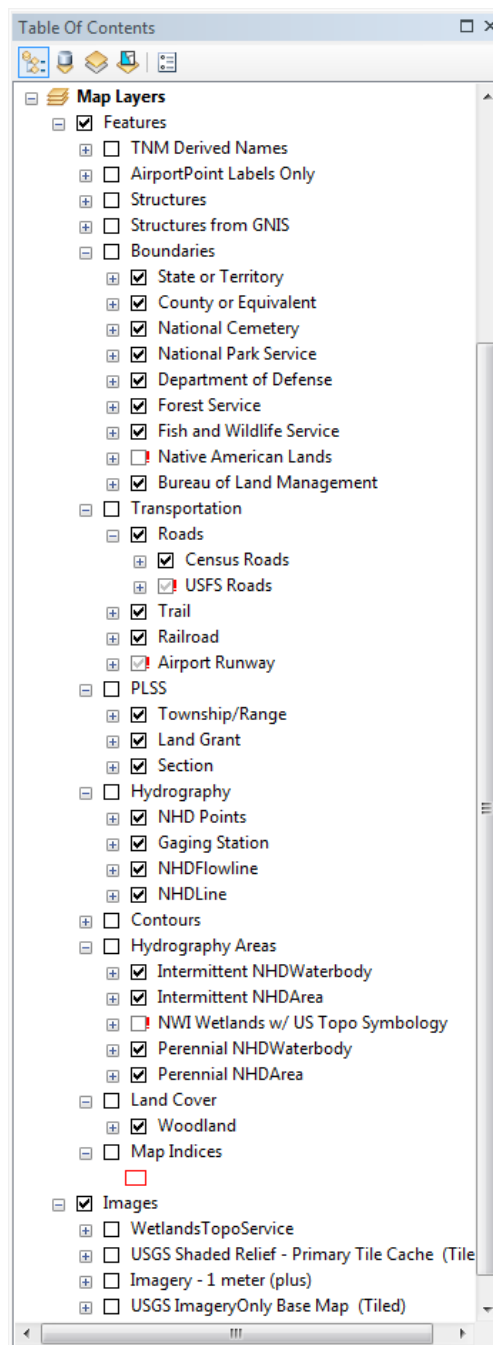 Table Of Contents
Map Layers
Features
TNM Derived Names
AirportPoint Labels Only
Structures
Structures from GNIS
Boundaries
State or Territory
County or Equivalent
National Cemetery
National Park Service
Department of Defense
Forest Service
Fish and Wildlife Service
Native American Lands
Bureau of Land Management
Transportation
Roads
Census Roads
USFS Roads
Trail
Railroad
Airport Runway
PLSS
Township/Range
Land Grant
Section
Hydrography
NHD Points
Gaging Station
NHDFlowline
NHDLine
Contours
Hydrography Areas
Intermittent NHDWaterbody
Intermittent NHDArea
NWI Wetlands w/ US Topo Symbology
Perennial NHDWaterbody
Perennial NHDArea
Land Cover
Woodland
Map Indices
Images
WetlandsTopoService
USGS Shaded Relief - Primary Tile Cache (Tile
Imagery - 1 meter (plus)
USGS ImageryOnly Base Map (Tiled)